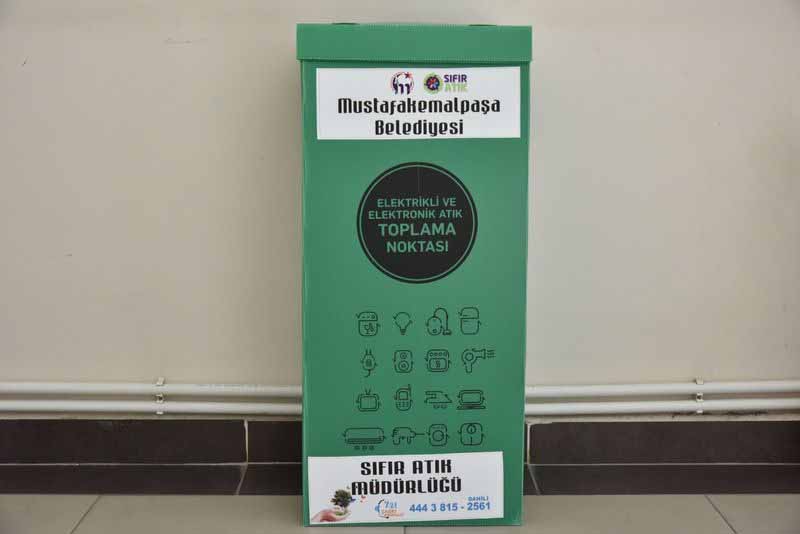 SIFIR
ATIK
Mustafakemalpaşa
Belediyesi
ELEKTRİKLİ VE
ELEKTRONİK ATIK
TOPLAMA
NOKTASI
SIFIR ATIK
MÜDÜRLÜĞÜ
DAHİLİ
444 3 815 - 2561